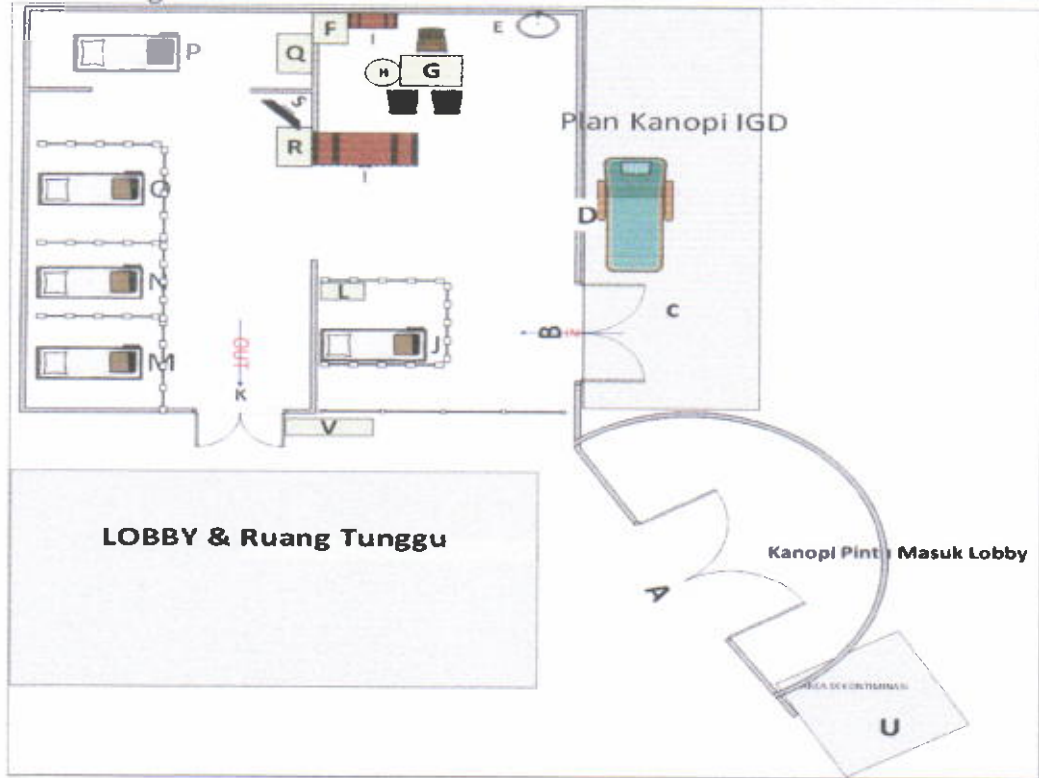 F
I
E
P
Q
H
G
S
Plan Kanopi IGD
R
I
O
D
N
L
C
B
IN
J
M
OUT
K
V
LOBBY & Ruang Tunggu
Kanopi Pintu Masuk Lobby
A
U